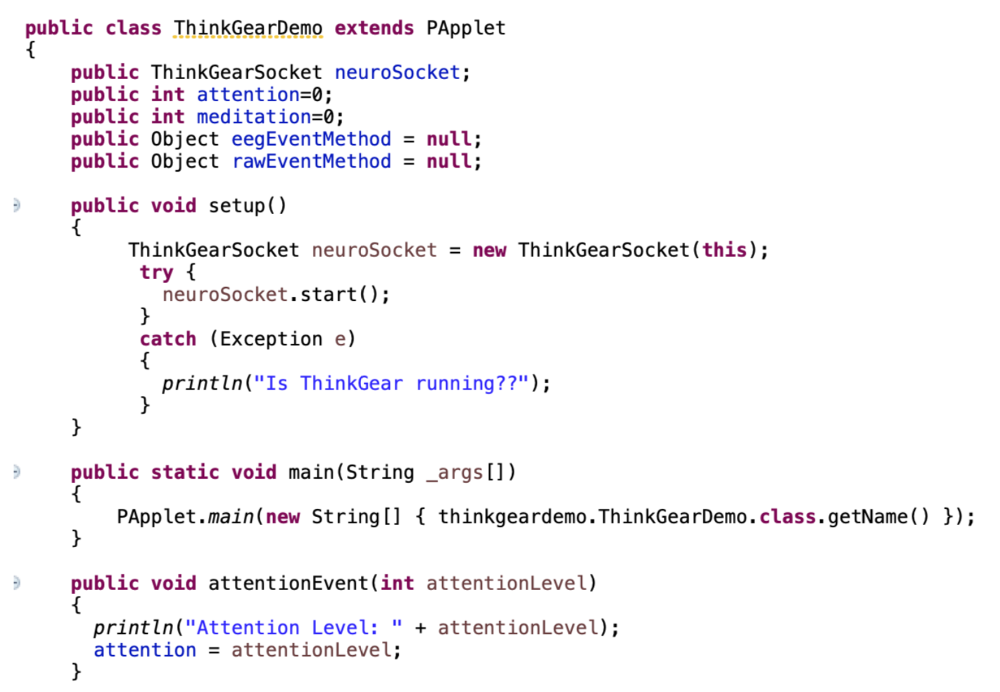 public class ThinkGearDemo extends PApplet
{
    public ThinkGearSocket neuroSocket;
    public int attention=0;
    public int meditation=0;
    public Object eegEventMethod = null;
    public Object rawEventMethod = null;

    public void setup()
    {
         ThinkGearSocket neuroSocket = new ThinkGearSocket(this);
          try {
            neuroSocket.start();
          }
          catch (Exception e)
          {
            println("Is ThinkGear running??");
          }
    }

    public static void main(String _args[])
    {
        PApplet.main(new String[] { thinkgeardemo.ThinkGearDemo.class.getName() });
    }

    public void attentionEvent(int attentionLevel)
    {
      println("Attention Level: " + attentionLevel);
      attention = attentionLevel;
    }